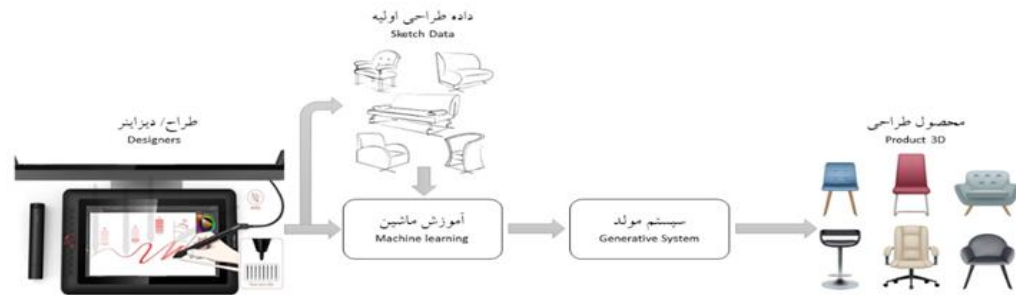 داده طراحی اولیه
Sketch Data
طراح/ دیزاینر
Designers
محصول طراحی
Product 3D
آموزش ماشین
Machine learning
سیستم مولد
Generative System